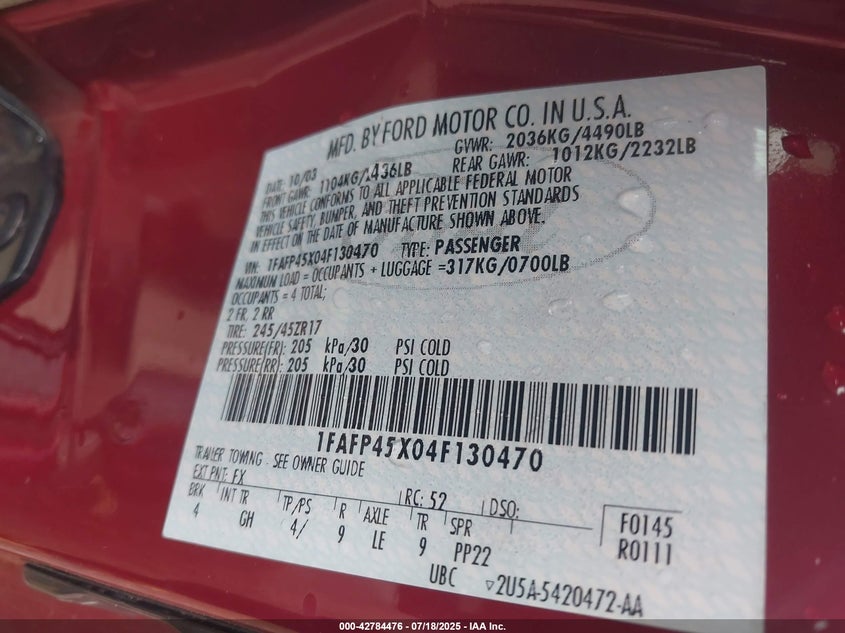 MFD. BY FORD MOTOR CO. IN U.S.A.
DATE: 10/03 GVWR: 2036KG/4490LB
FRONT GAWR: 1104KG/2436LB REAR GAWR: 1012KG/2232LB
THIS VEHICLE CONFORMS TO ALL APPLICABLE FEDERAL MOTOR
VEHICLE SAFETY, BUMPER, AND THEFT PREVENTION STANDARDS
IN EFFECT ON THE DATE OF MANUFACTURE SHOWN ABOVE.
VIN: 1FAFP45X04F130470 TYPE: PASSENGER
MAXIMUM LOAD = OCCUPANTS + LUGGAGE =317KG/0700LB
OCCUPANTS = 4 TOTAL;
2 FR, 2 RR
TIRE: 245/45ZR17
PRESSURE(FR): 205 kPa/30 PSI COLD
PRESSURE(RR): 205 kPa/30 PSI COLD
1FAFP45X04F130470
TRAILER TOWING - SEE OWNER GUIDE
EXT PNT: FX RC: 52 DSO:
BRK INT TR TP/PS R AXLE TR SPR F0145
4 GH 4/ 9 LE 9 PP22 R0111
UBC ▽2U5A-5420472-AA
000-42784476 - 07/18/2025 - IAA Inc.